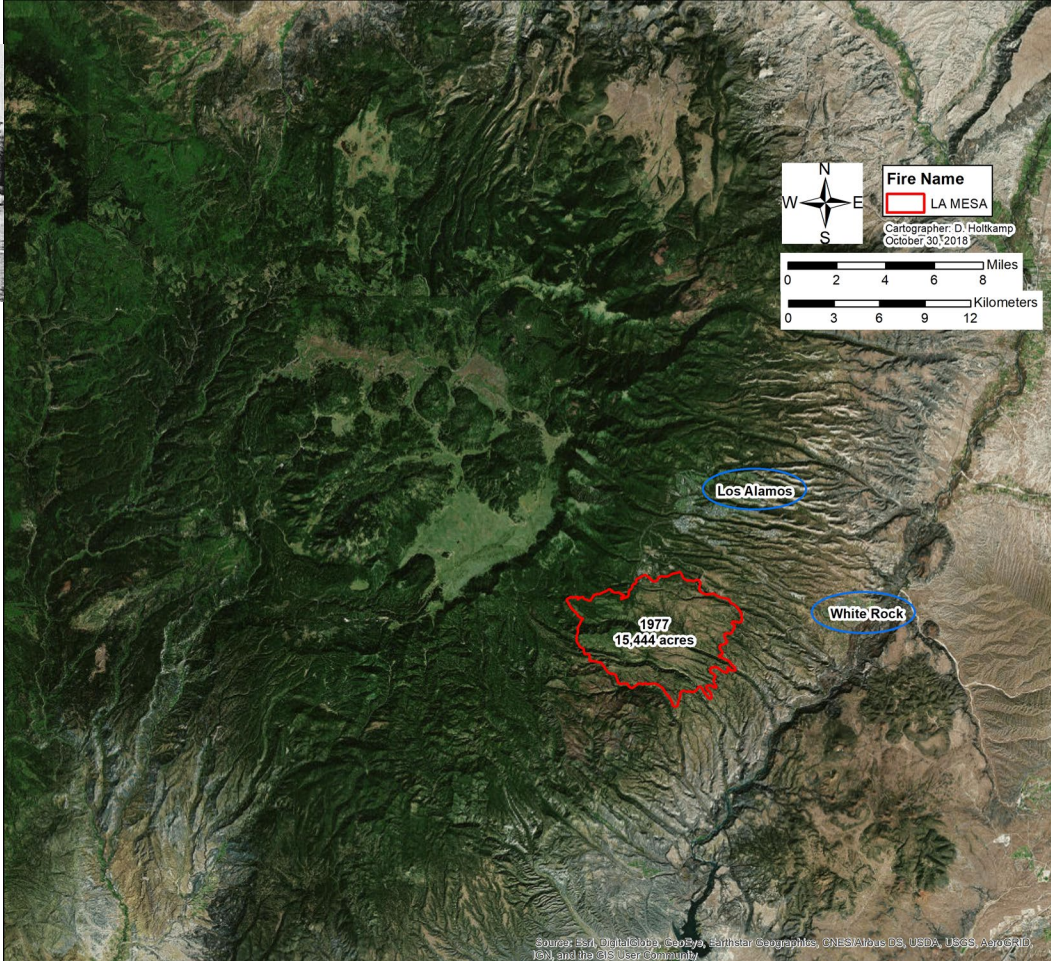 N
W E
S
Fire Name
LA MESA
Cartographer: D. Holtkamp
October 30, 2018
Miles
0 2 4 6 8
Kilometers
0 3 6 9 12
Los Alamos
White Rock
1977
15,444 acres
Source: Esri, DigitalGlobe, GeoEye, Earthstar Geographics, CNES/Airbus DS, USDA, USGS, AeroGRID,
IGN, and the GIS User Community